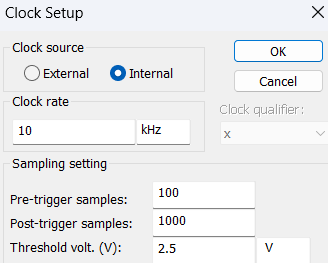 Clock Setup
Clock source
External
Internal
OK
Cancel
Clock rate
10
kHz
Clock qualifier:
x
Sampling setting
Pre-trigger samples:
100
Post-trigger samples:
1000
Threshold volt. (V):
2.5
V